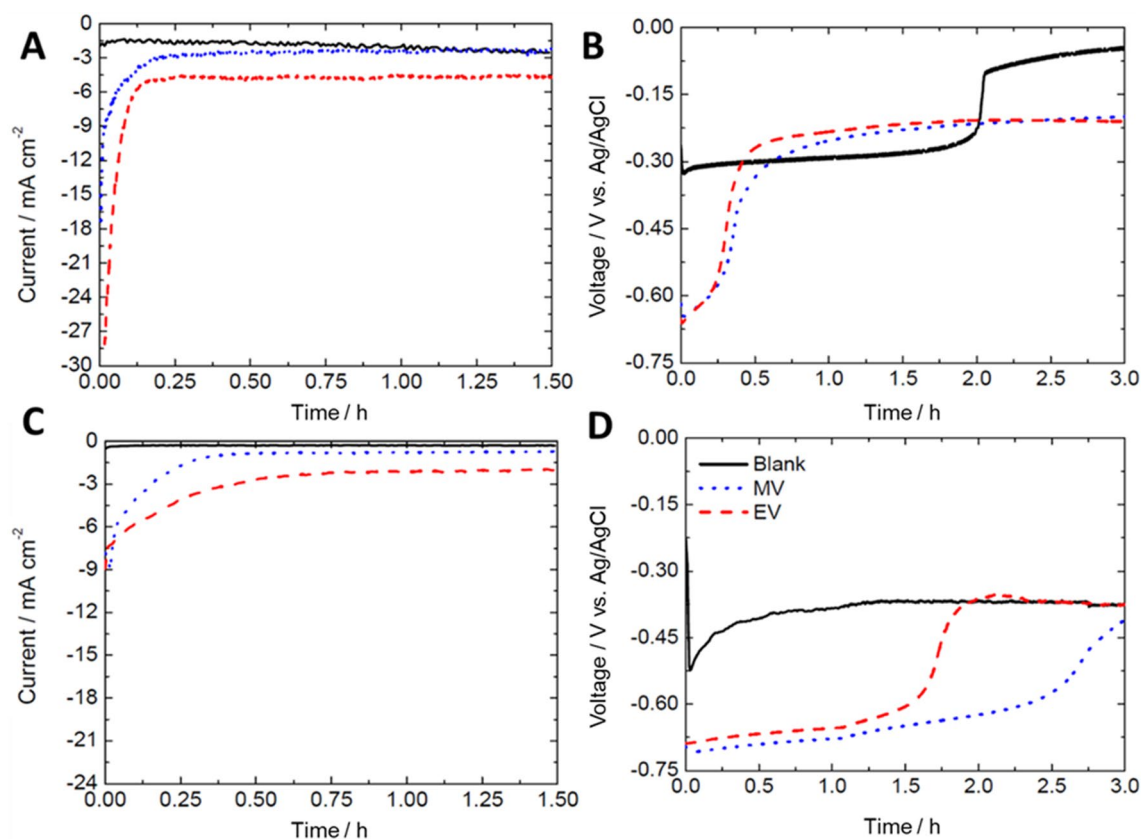 A
0
-3
-6
-9
-12
-15
-18
-21
-24
-27
-30
Current / mA cm⁻²
0.00 0.25 0.50 0.75 1.00 1.25 1.50
Time / h
B
0.00
-0.15
-0.30
-0.45
-0.60
-0.75
Voltage / V vs. Ag/AgCl
0.0 0.5 1.0 1.5 2.0 2.5 3.0
Time / h
C
0
-3
-6
-9
-12
-15
-18
-21
-24
Current / mA cm⁻²
0.00 0.25 0.50 0.75 1.00 1.25 1.50
Time / h
D
0.00
-0.15
-0.30
-0.45
-0.60
-0.75
Voltage / V vs. Ag/AgCl
Blank
MV
EV
0.0 0.5 1.0 1.5 2.0 2.5 3.0
Time / h